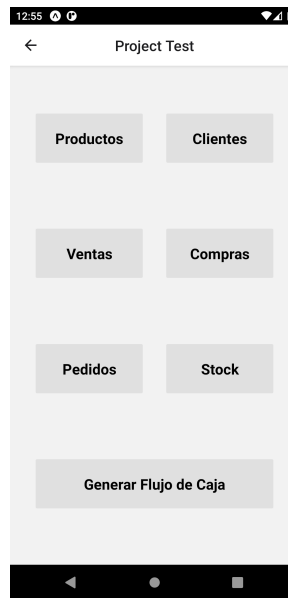 12:55
Project Test
Productos
Clientes
Ventas
Compras
Pedidos
Stock
Generar Flujo de Caja